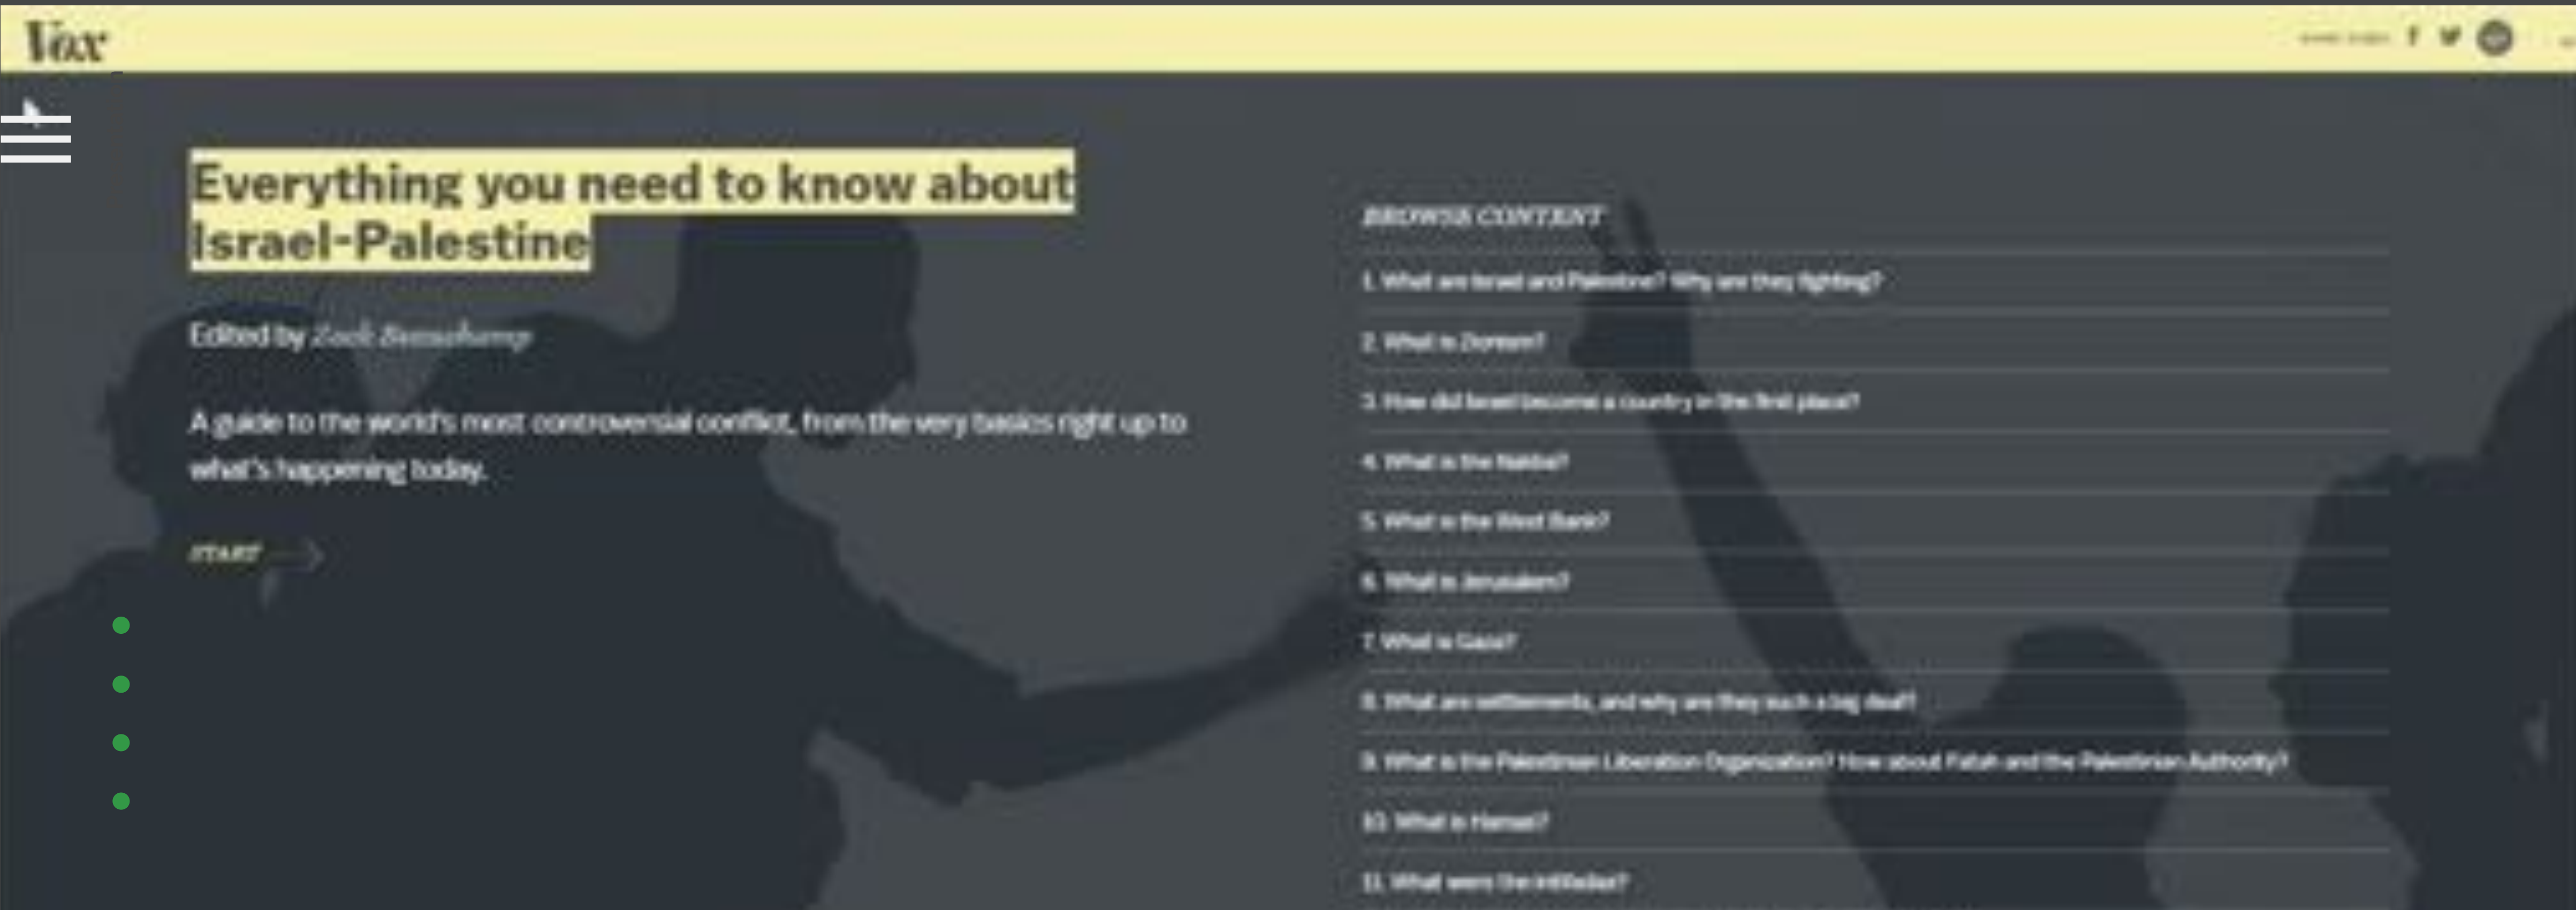 Vox
Everything you need to know about
Israel-Palestine
Edited by Zack Beauchamp
A guide to the world's most controversial conflict, from the very basics right up to
what's happening today.
START
BROWSE CONTENT
1. What are Israel and Palestine? Why are they fighting?
2. What is Zionism?
3. How did Israel become a country in the first place?
4. What is the Nakba?
5. What is the West Bank?
6. What is Jerusalem?
7. What is Gaza?
8. What are settlements, and why are they such a big deal?
9. What is the Palestinian Liberation Organization? How about Fatah and the Palestinian Authority?
10. What is Hamas?
11. What were the intifadas?